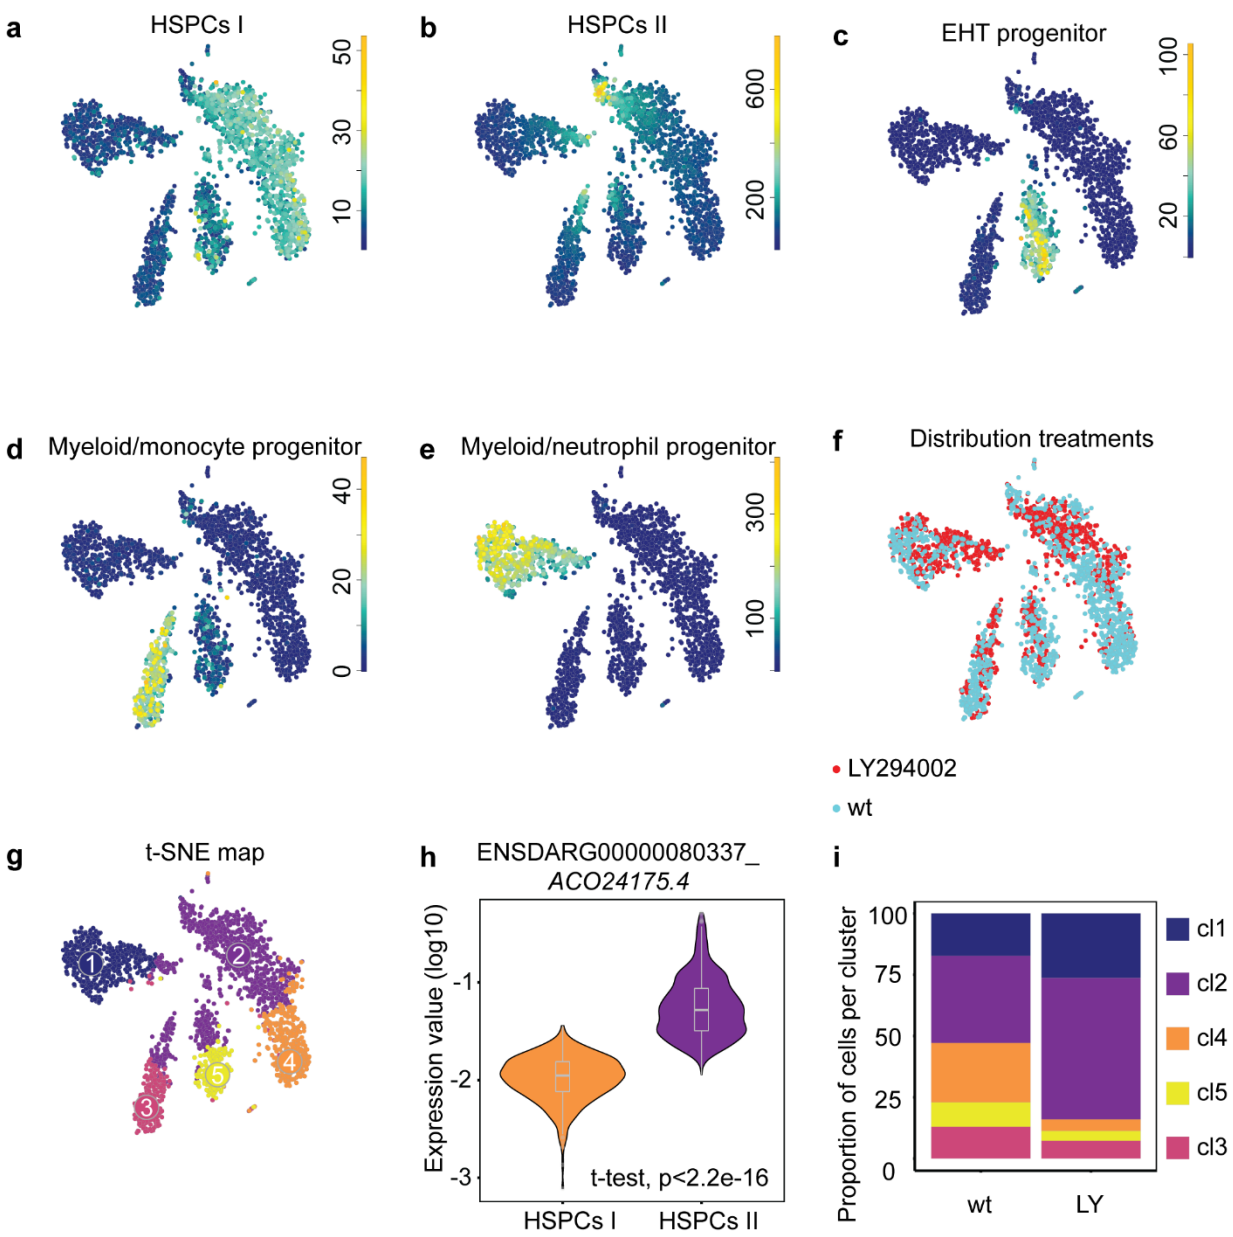 a
HSPCs I
50
30
10
b
HSPCs II
600
200
c
EHT progenitor
100
60
20
d
Myeloid/monocyte progenitor
40
20
0
e
Myeloid/neutrophil progenitor
300
100
f
Distribution treatments
LY294002
wt
g
t-SNE map
1
2
3
4
5
h
ENSDARG00000080337_
ACO24175.4
Expression value (log10)
-1
-2
-3
t-test, p<2.2e-16
HSPCs I
HSPCs II
i
Proportion of cells per cluster
100
75
50
25
0
wt
LY
cl1
cl2
cl4
cl5
cl3